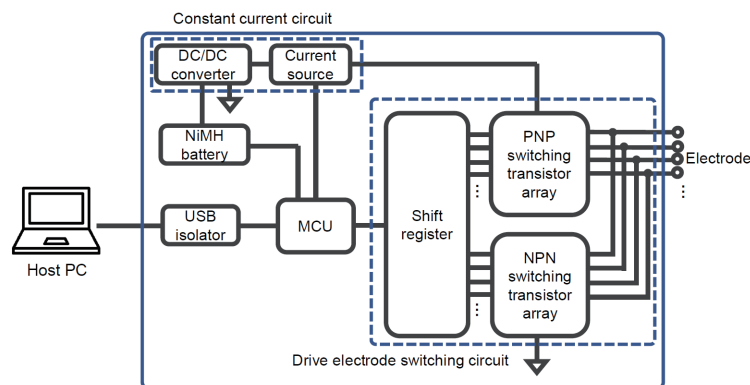 Constant current circuit
DC/DC
converter
Current
source
NiMH
battery
PNP
switching
transistor
array
Electrode
⋮
⋮
USB
isolator
MCU
Shift
register
Host PC
NPN
switching
transistor
array
⋮
Drive electrode switching circuit